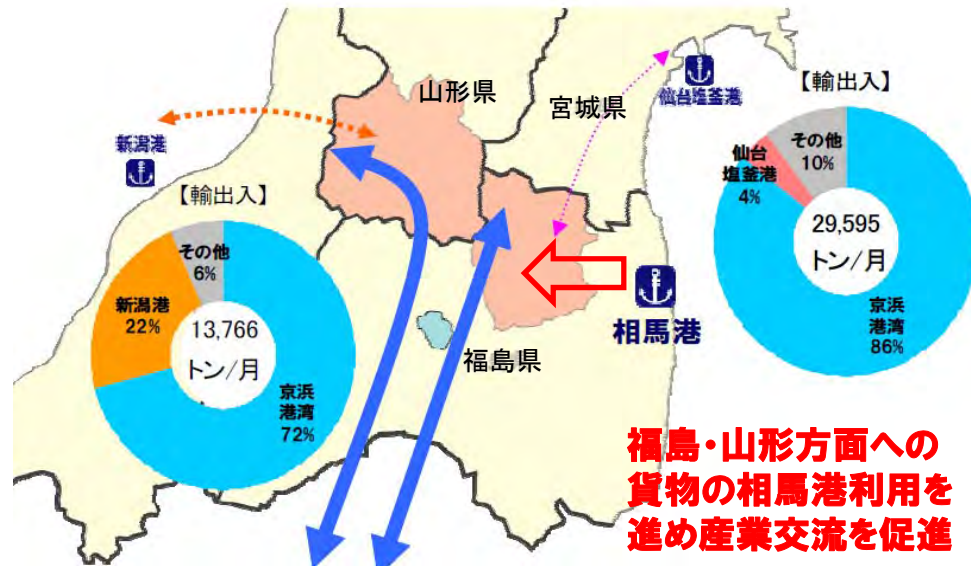 山形県
宮城県
仙台塩釜港
新潟港
【輸出入】
その他
6%
新潟港
22%
13,766
トン/月
京浜
港湾
72%
福島県
相馬港
【輸出入】
その他
10%
仙台
塩釜港
4%
29,595
トン/月
京浜
港湾
86%
福島・山形方面への
貨物の相馬港利用を
進め産業交流を促進